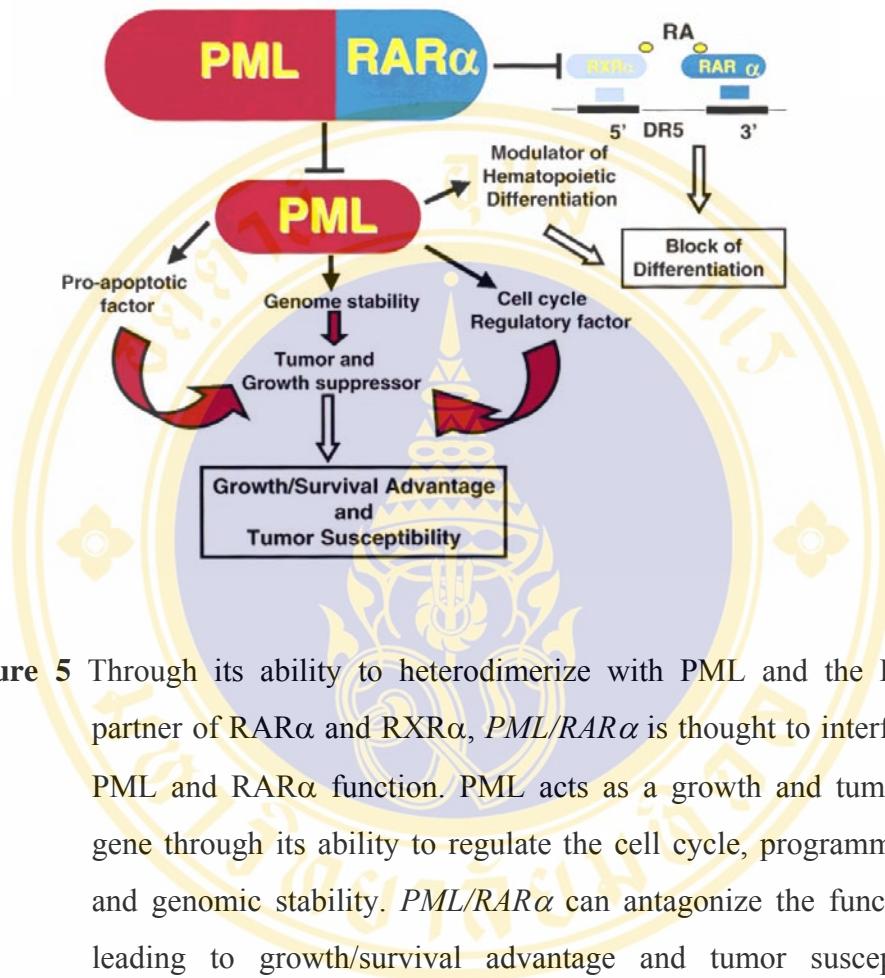 PML RARα
RA
RXRα RAR α
5' DR5 3'
Modulator of
Hematopoietic
Differentiation
PML
Block of
Differentiation
Pro-apoptotic
factor
Genome stability
Cell cycle
Regulatory factor
Tumor and
Growth suppressor
Growth/Survival Advantage
and
Tumor Susceptibility
ure 5 Through its ability to heterodimerize with PML and the
partner of RARα and RXRα, PML/RARα is thought to interf
PML and RARα function. PML acts as a growth and tum
gene through its ability to regulate the cell cycle, programm
and genomic stability. PML/RARα can antagonize the func
leading to growth/survival advantage and tumor suscep